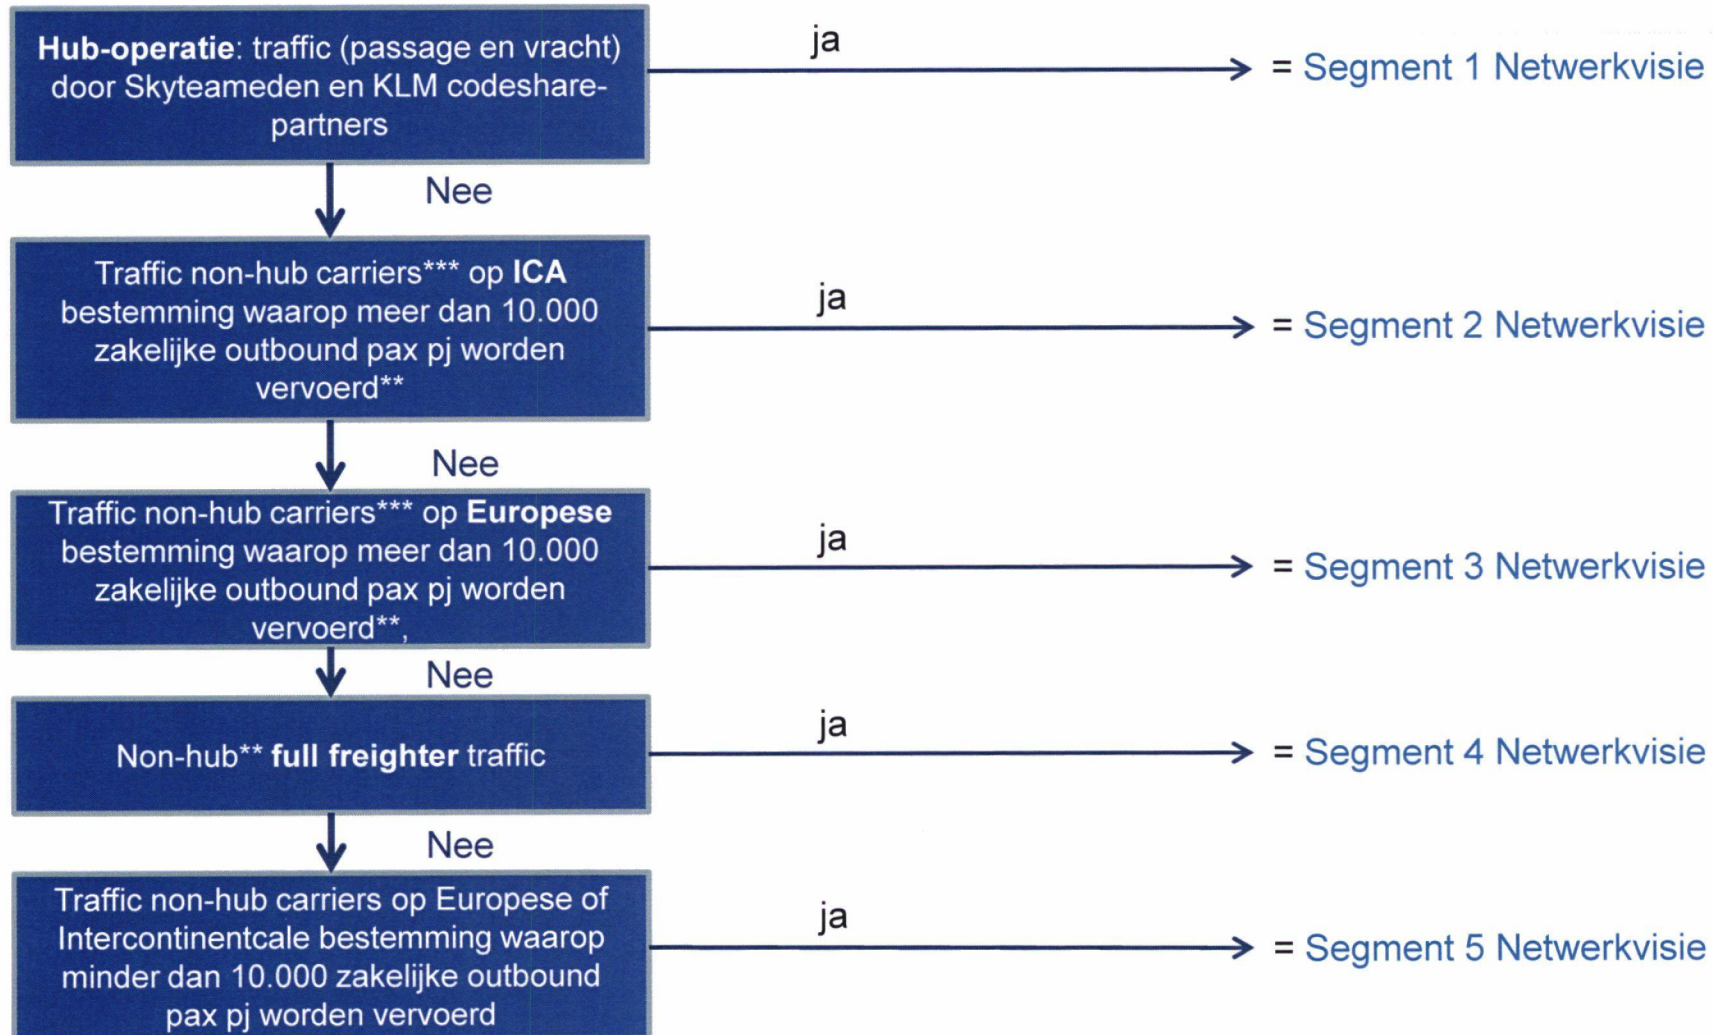 Hub-operatie: traffic (passage en vracht)
door Skyteameden en KLM codeshare-
partners
ja
= Segment 1 Netwerkvisie
Nee
Traffic non-hub carriers*** op ICA
bestemming waarop meer dan 10.000
zakelijke outbound pax pj worden
vervoerd**
ja
= Segment 2 Netwerkvisie
Nee
Traffic non-hub carriers*** op Europese
bestemming waarop meer dan 10.000
zakelijke outbound pax pj worden
vervoerd**,
ja
= Segment 3 Netwerkvisie
Nee
Non-hub** full freighter traffic
ja
= Segment 4 Netwerkvisie
Nee
Traffic non-hub carriers op Europese of
Intercontinentcale bestemming waarop
minder dan 10.000 zakelijke outbound
pax pj worden vervoerd
ja
= Segment 5 Netwerkvisie